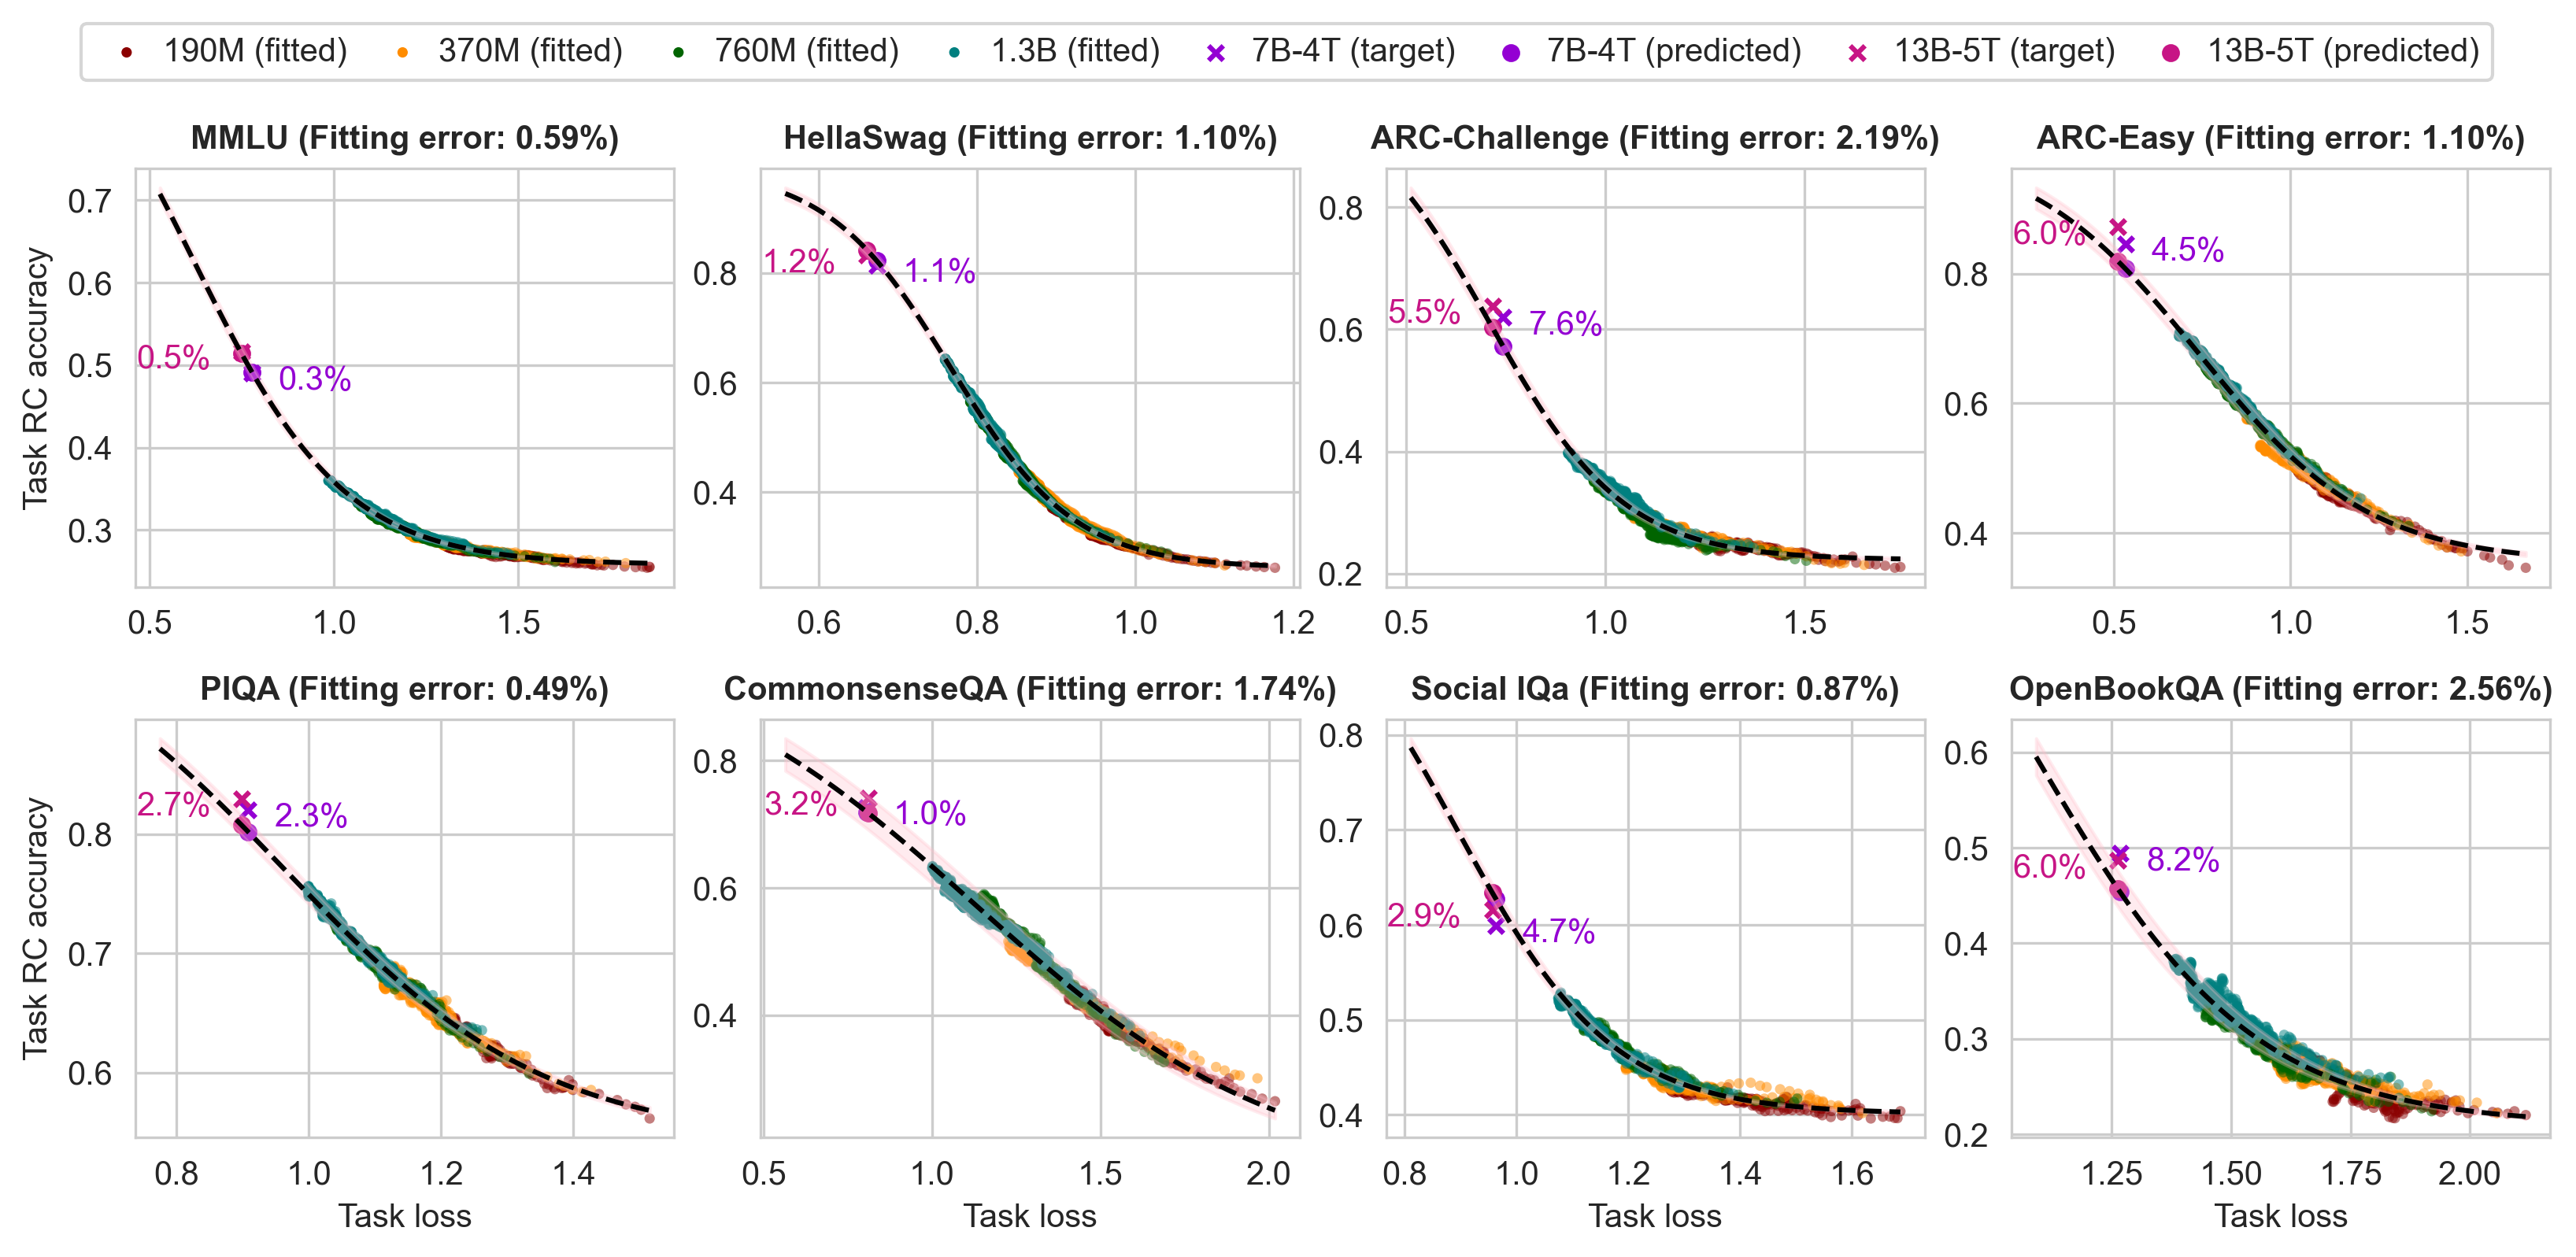 190M (fitted) 370M (fitted) 760M (fitted) 1.3B (fitted) 7B-4T (target) 7B-4T (predicted) 13B-5T (target) 13B-5T (predicted)
MMLU (Fitting error: 0.59%)
Task RC accuracy
0.7
0.6
0.5
0.4
0.3
0.5%
0.3%
0.5 1.0 1.5
HellaSwag (Fitting error: 1.10%)
0.8
0.6
0.4
1.2%
1.1%
0.6 0.8 1.0 1.2
ARC-Challenge (Fitting error: 2.19%)
0.8
0.6
0.4
0.2
5.5%
7.6%
0.5 1.0 1.5
ARC-Easy (Fitting error: 1.10%)
0.8
0.6
0.4
6.0%
4.5%
0.5 1.0 1.5
PIQA (Fitting error: 0.49%)
Task RC accuracy
0.8
0.7
0.6
2.7%
2.3%
0.8 1.0 1.2 1.4
Task loss
CommonsenseQA (Fitting error: 1.74%)
0.8
0.6
0.4
3.2%
1.0%
0.5 1.0 1.5 2.0
Task loss
Social IQa (Fitting error: 0.87%)
0.8
0.7
0.6
0.5
0.4
2.9%
4.7%
0.8 1.0 1.2 1.4 1.6
Task loss
OpenBookQA (Fitting error: 2.56%)
0.6
0.5
0.4
0.3
0.2
6.0%
8.2%
1.25 1.50 1.75 2.00
Task loss